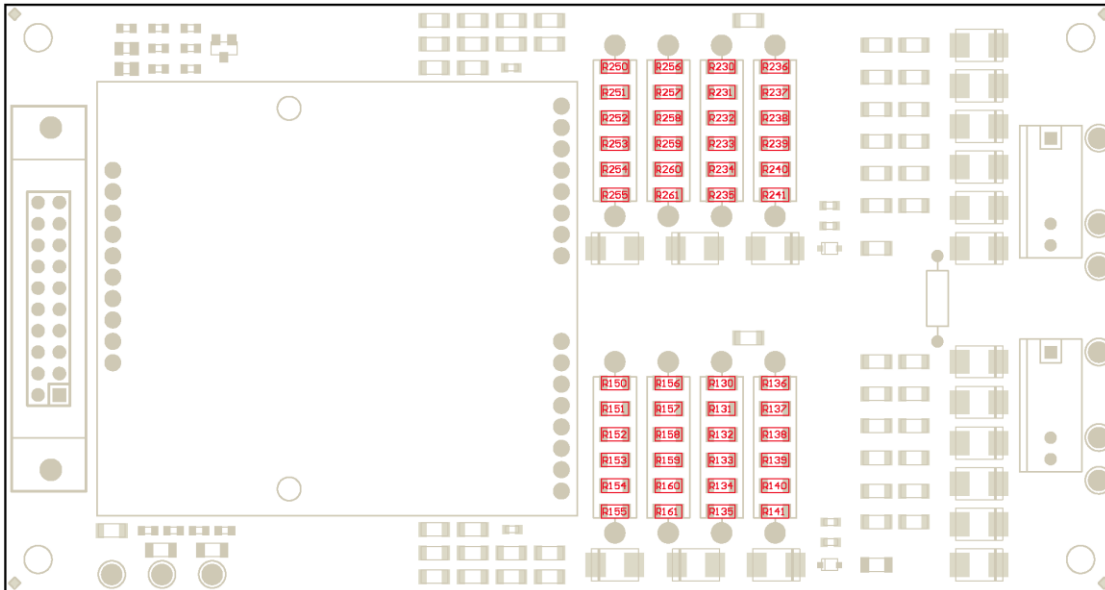 R250 R256 R230 R236
R251 R257 R231 R237
R252 R258 R232 R238
R253 R259 R233 R239
R254 R260 R234 R240
R255 R261 R235 R241
R150 R156 R130 R136
R151 R157 R131 R137
R152 R158 R132 R138
R153 R159 R133 R139
R154 R160 R134 R140
R155 R161 R135 R141